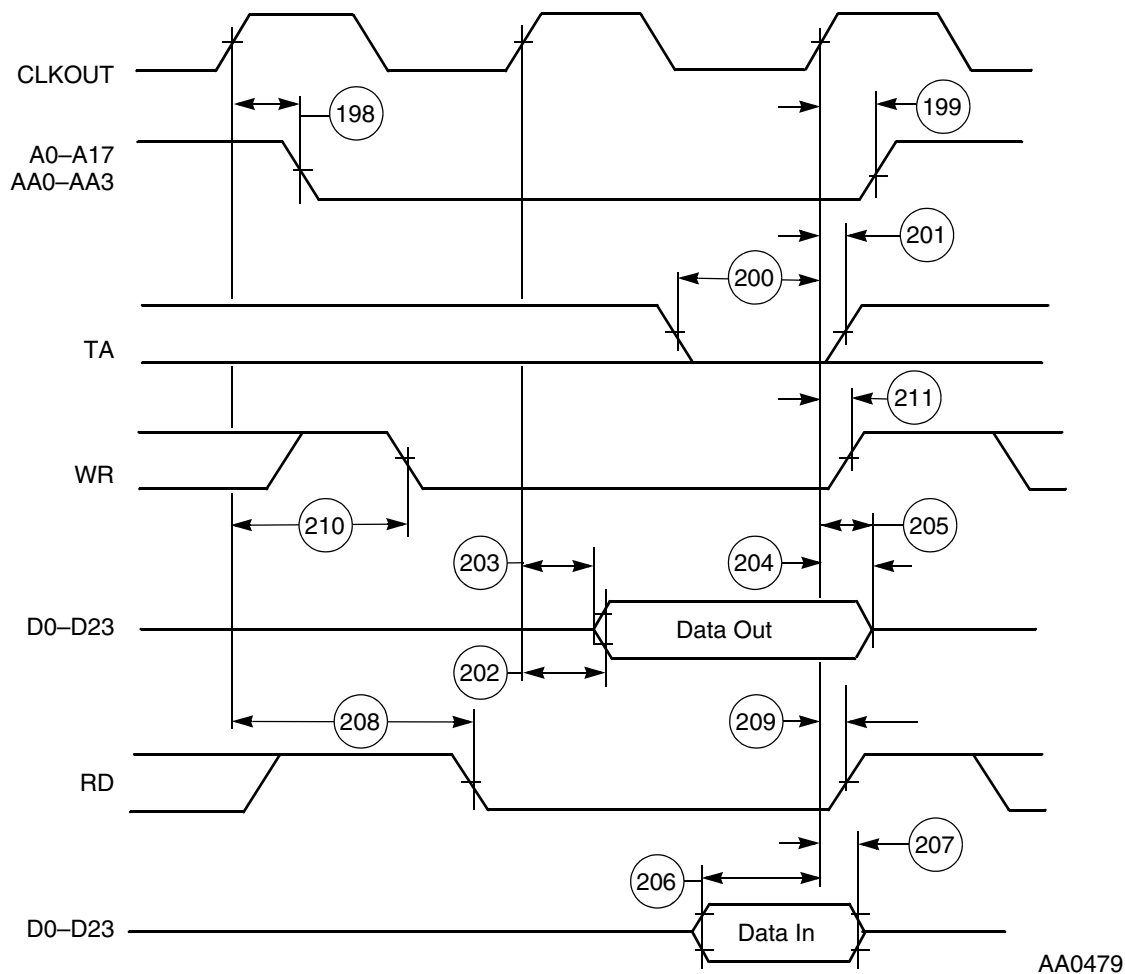 CLKOUT
198
199
A0–A17
AA0–AA3
201
200
TA
211
WR
210
205
203
204
D0–D23
Data Out
202
208
209
RD
207
206
D0–D23
Data In
AA0479